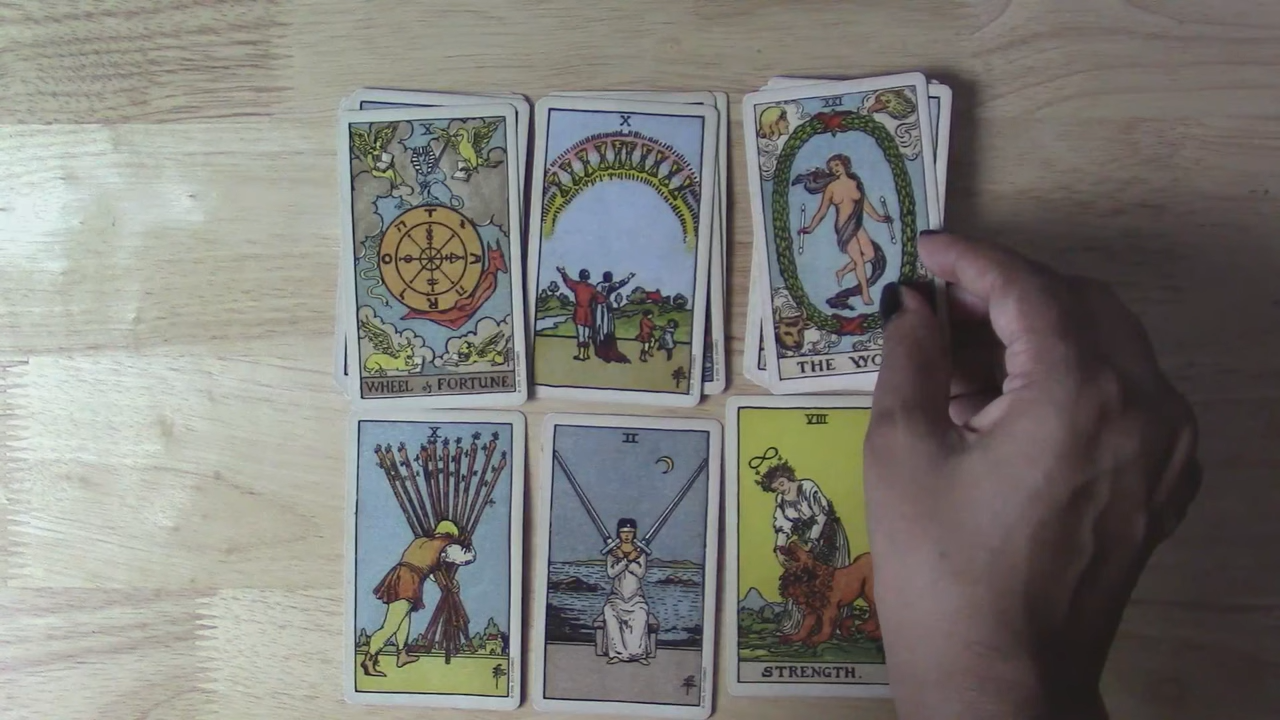 X
WHEEL of FORTUNE.
X
XXI
THE WO
X
II
VIII
STRENGTH.